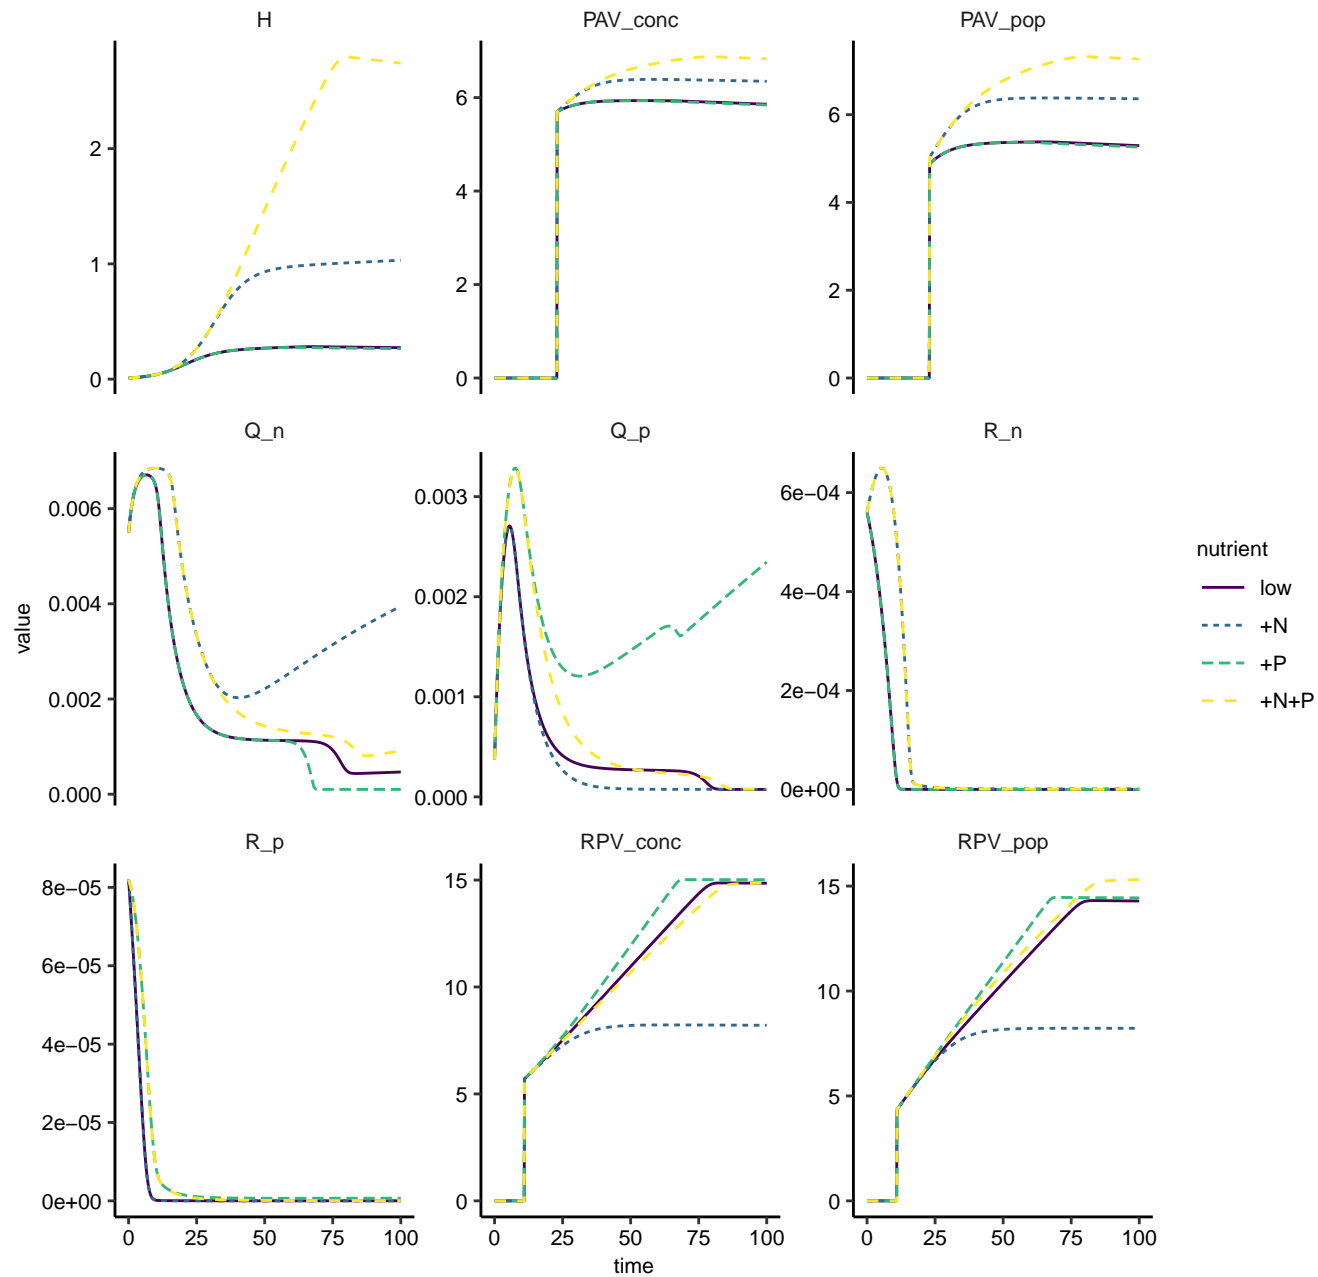 H PAV_conc PAV_pop
2
1
0
6
4
2
0
6
4
2
0
Q_n Q_p R_n
0.006
0.004
0.002
0.000
0.003
0.002
0.001
0.000
6e−04
4e−04
2e−04
0e+00
R_p RPV_conc RPV_pop
8e−05
6e−05
4e−05
2e−05
0e+00
15
10
5
0
15
10
5
0
0 25 50 75 100 0 25 50 75 100 0 25 50 75 100
time
value
nutrient
low
+N
+P
+N+P